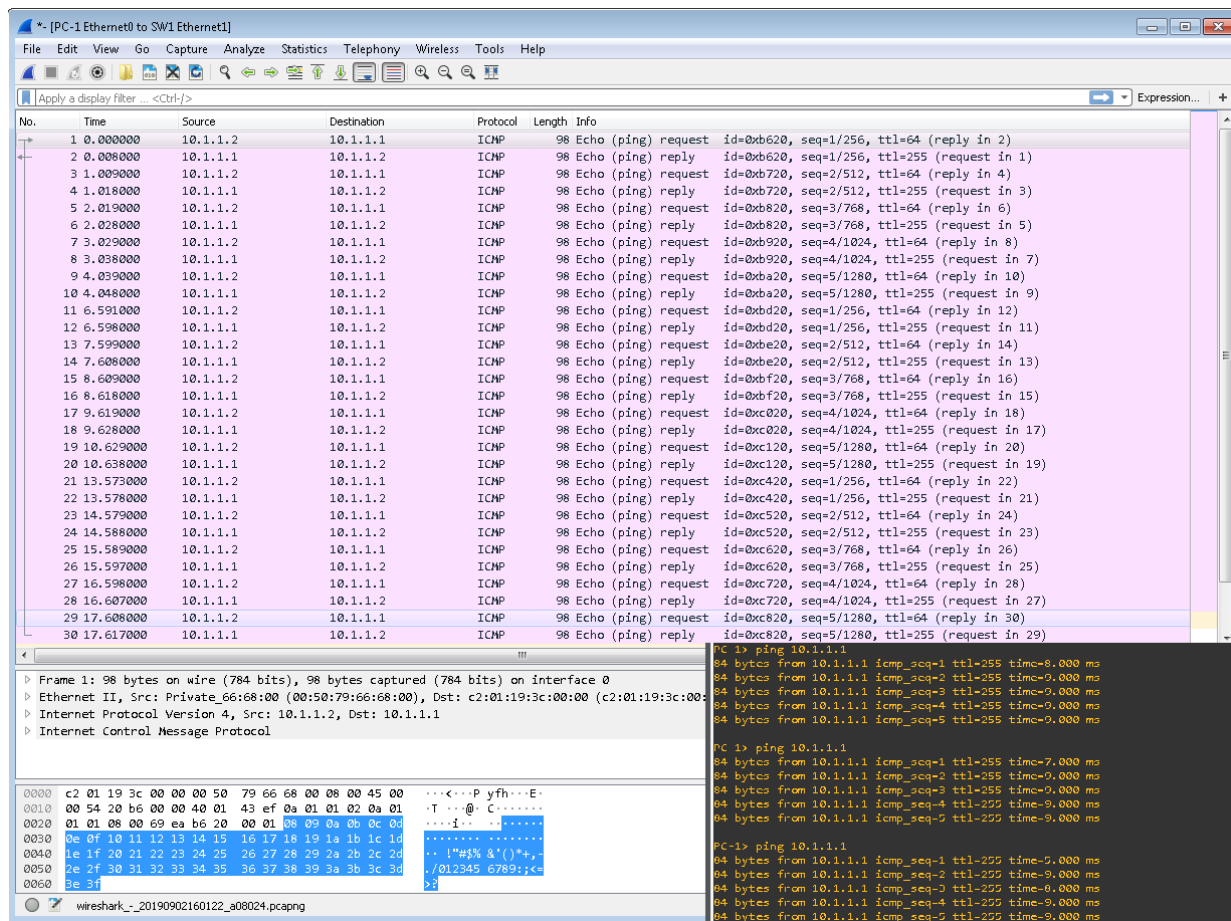 *- [PC-1 Ethernet0 to SW1 Ethernet1]
File Edit View Go Capture Analyze Statistics Telephony Wireless Tools Help
Apply a display filter ... <Ctrl-/> Expression... +
No. Time Source Destination Protocol Length Info
1 0.000000 10.1.1.2 10.1.1.1 ICMP 98 Echo (ping) request id=0xb620, seq=1/256, ttl=64 (reply in 2)
2 0.008000 10.1.1.1 10.1.1.2 ICMP 98 Echo (ping) reply id=0xb620, seq=1/256, ttl=255 (request in 1)
3 1.009000 10.1.1.2 10.1.1.1 ICMP 98 Echo (ping) request id=0xb720, seq=2/512, ttl=64 (reply in 4)
4 1.018000 10.1.1.1 10.1.1.2 ICMP 98 Echo (ping) reply id=0xb720, seq=2/512, ttl=255 (request in 3)
5 2.019000 10.1.1.2 10.1.1.1 ICMP 98 Echo (ping) request id=0xb820, seq=3/768, ttl=64 (reply in 6)
6 2.028000 10.1.1.1 10.1.1.2 ICMP 98 Echo (ping) reply id=0xb820, seq=3/768, ttl=255 (request in 5)
7 3.029000 10.1.1.2 10.1.1.1 ICMP 98 Echo (ping) request id=0xb920, seq=4/1024, ttl=64 (reply in 8)
8 3.038000 10.1.1.1 10.1.1.2 ICMP 98 Echo (ping) reply id=0xb920, seq=4/1024, ttl=255 (request in 7)
9 4.039000 10.1.1.2 10.1.1.1 ICMP 98 Echo (ping) request id=0xba20, seq=5/1280, ttl=64 (reply in 10)
10 4.048000 10.1.1.1 10.1.1.2 ICMP 98 Echo (ping) reply id=0xba20, seq=5/1280, ttl=255 (request in 9)
11 6.591000 10.1.1.2 10.1.1.1 ICMP 98 Echo (ping) request id=0xbd20, seq=1/256, ttl=64 (reply in 12)
12 6.598000 10.1.1.1 10.1.1.2 ICMP 98 Echo (ping) reply id=0xbd20, seq=1/256, ttl=255 (request in 11)
13 7.599000 10.1.1.2 10.1.1.1 ICMP 98 Echo (ping) request id=0xbe20, seq=2/512, ttl=64 (reply in 14)
14 7.608000 10.1.1.1 10.1.1.2 ICMP 98 Echo (ping) reply id=0xbe20, seq=2/512, ttl=255 (request in 13)
15 8.609000 10.1.1.2 10.1.1.1 ICMP 98 Echo (ping) request id=0xbf20, seq=3/768, ttl=64 (reply in 16)
16 8.618000 10.1.1.1 10.1.1.2 ICMP 98 Echo (ping) reply id=0xbf20, seq=3/768, ttl=255 (request in 15)
17 9.619000 10.1.1.2 10.1.1.1 ICMP 98 Echo (ping) request id=0xc020, seq=4/1024, ttl=64 (reply in 18)
18 9.628000 10.1.1.1 10.1.1.2 ICMP 98 Echo (ping) reply id=0xc020, seq=4/1024, ttl=255 (request in 17)
19 10.629000 10.1.1.2 10.1.1.1 ICMP 98 Echo (ping) request id=0xc120, seq=5/1280, ttl=64 (reply in 20)
20 10.638000 10.1.1.1 10.1.1.2 ICMP 98 Echo (ping) reply id=0xc120, seq=5/1280, ttl=255 (request in 19)
21 13.573000 10.1.1.2 10.1.1.1 ICMP 98 Echo (ping) request id=0xc420, seq=1/256, ttl=64 (reply in 22)
22 13.578000 10.1.1.1 10.1.1.2 ICMP 98 Echo (ping) reply id=0xc420, seq=1/256, ttl=255 (request in 21)
23 14.579000 10.1.1.2 10.1.1.1 ICMP 98 Echo (ping) request id=0xc520, seq=2/512, ttl=64 (reply in 24)
24 14.588000 10.1.1.1 10.1.1.2 ICMP 98 Echo (ping) reply id=0xc520, seq=2/512, ttl=255 (request in 23)
25 15.589000 10.1.1.2 10.1.1.1 ICMP 98 Echo (ping) request id=0xc620, seq=3/768, ttl=64 (reply in 26)
26 15.597000 10.1.1.1 10.1.1.2 ICMP 98 Echo (ping) reply id=0xc620, seq=3/768, ttl=255 (request in 25)
27 16.598000 10.1.1.2 10.1.1.1 ICMP 98 Echo (ping) request id=0xc720, seq=4/1024, ttl=64 (reply in 28)
28 16.607000 10.1.1.1 10.1.1.2 ICMP 98 Echo (ping) reply id=0xc720, seq=4/1024, ttl=255 (request in 27)
29 17.608000 10.1.1.2 10.1.1.1 ICMP 98 Echo (ping) request id=0xc820, seq=5/1280, ttl=64 (reply in 30)
30 17.617000 10.1.1.1 10.1.1.2 ICMP 98 Echo (ping) reply id=0xc820, seq=5/1280, ttl=255 (request in 29)
Frame 1: 98 bytes on wire (784 bits), 98 bytes captured (784 bits) on interface 0
Ethernet II, Src: Private_66:68:00 (00:50:79:66:68:00), Dst: c2:01:19:3c:00:00 (c2:01:19:3c:00:
Internet Protocol Version 4, Src: 10.1.1.2, Dst: 10.1.1.1
Internet Control Message Protocol
0000 c2 01 19 3c 00 00 00 50 79 66 68 00 08 00 45 00 ···<···P yfh···E·
0010 00 54 20 b6 00 00 40 01 43 ef 0a 01 01 02 0a 01 ·T ···@· C·······
0020 01 01 08 00 69 ea b6 20 00 01 08 09 0a 0b 0c 0d ····i·· ········
0030 0e 0f 10 11 12 13 14 15 16 17 18 19 1a 1b 1c 1d ········ ········
0040 1e 1f 20 21 22 23 24 25 26 27 28 29 2a 2b 2c 2d ·· !"#$% &'()*+,-
0050 2e 2f 30 31 32 33 34 35 36 37 38 39 3a 3b 3c 3d ./012345 6789:;<=
0060 3e 3f >?
wireshark_-_20190902160122_a08024.pcapng
PC 1> ping 10.1.1.1
84 bytes from 10.1.1.1 icmp_seq=1 ttl=255 time=8.000 ms
84 bytes from 10.1.1.1 icmp_seq=2 ttl=255 time=9.000 ms
84 bytes from 10.1.1.1 icmp_seq=3 ttl=255 time=9.000 ms
84 bytes from 10.1.1.1 icmp_seq=4 ttl=255 time=9.000 ms
84 bytes from 10.1.1.1 icmp_seq=5 ttl=255 time=9.000 ms
PC 1> ping 10.1.1.1
84 bytes from 10.1.1.1 icmp_seq=1 ttl=255 time=7.000 ms
84 bytes from 10.1.1.1 icmp_seq=2 ttl=255 time=9.000 ms
84 bytes from 10.1.1.1 icmp_seq=3 ttl=255 time=9.000 ms
84 bytes from 10.1.1.1 icmp_seq=4 ttl=255 time=9.000 ms
84 bytes from 10.1.1.1 icmp_seq=5 ttl=255 time=9.000 ms
PC-1> ping 10.1.1.1
84 bytes from 10.1.1.1 icmp_seq=1 ttl=255 time=5.000 ms
84 bytes from 10.1.1.1 icmp_seq=2 ttl=255 time=9.000 ms
84 bytes from 10.1.1.1 icmp_seq=3 ttl=255 time=8.000 ms
84 bytes from 10.1.1.1 icmp_seq=4 ttl=255 time=9.000 ms
84 bytes from 10.1.1.1 icmp_seq=5 ttl=255 time=9.000 ms